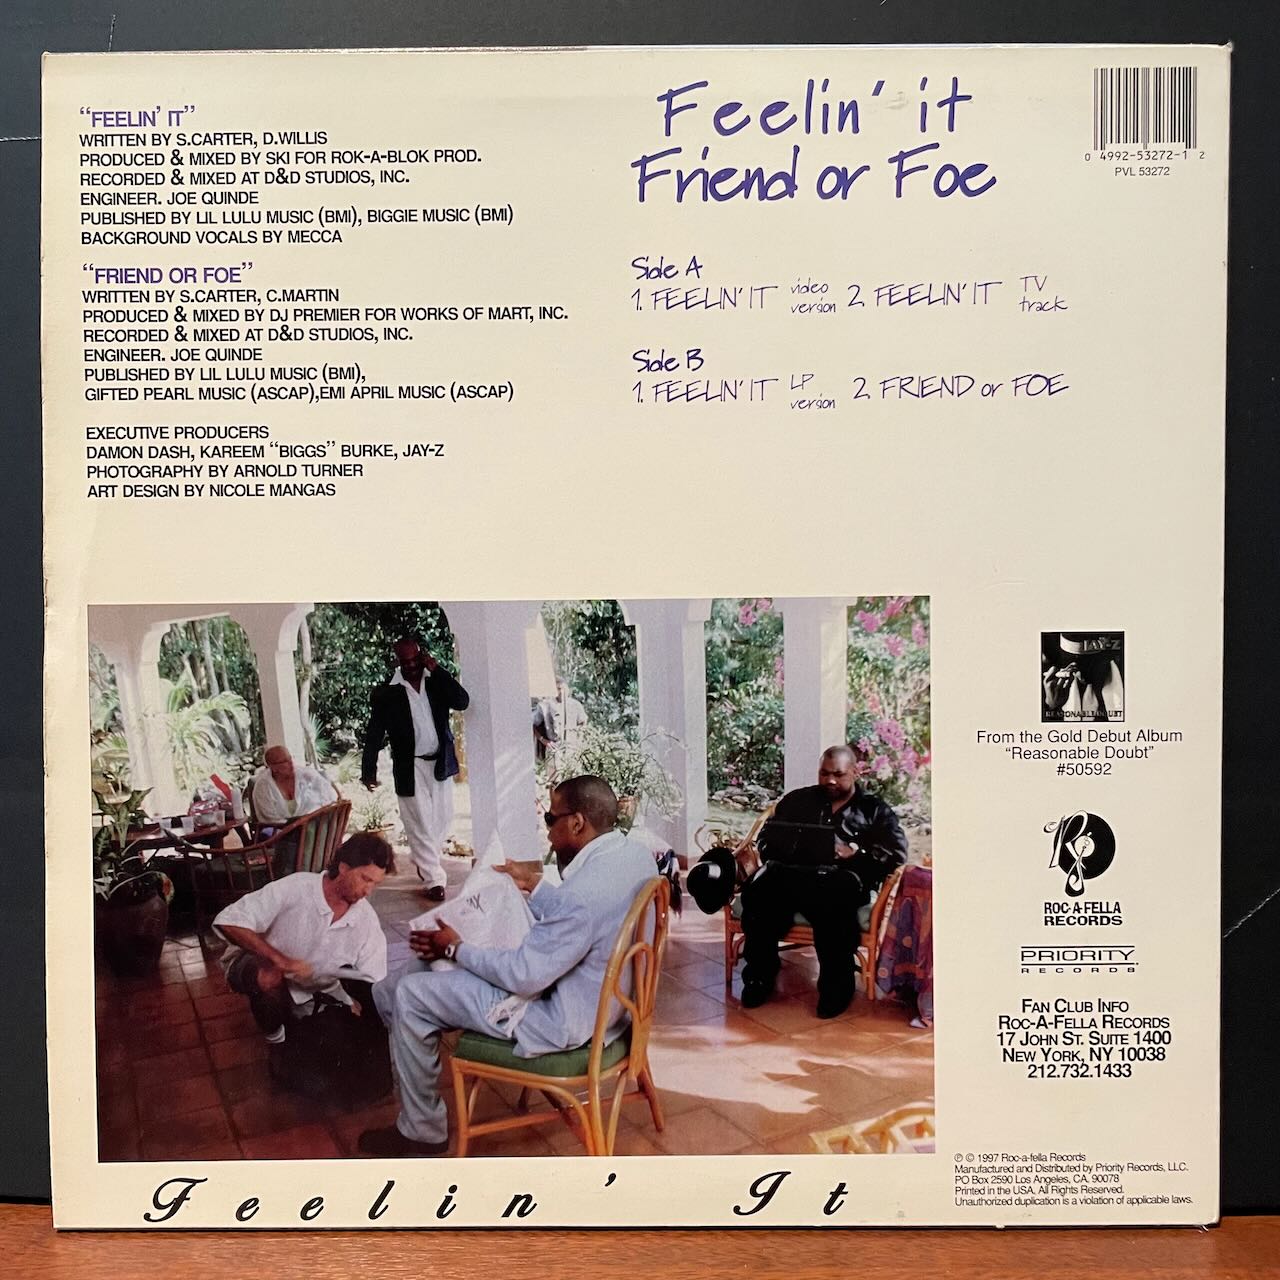 “FEELIN’ IT”
WRITTEN BY S.CARTER, D.WILLIS
PRODUCED & MIXED BY SKI FOR ROK-A-BLOK PROD.
RECORDED & MIXED AT D&D STUDIOS, INC.
ENGINEER. JOE QUINDE
PUBLISHED BY LIL LULU MUSIC (BMI), BIGGIE MUSIC (BMI)
BACKGROUND VOCALS BY MECCA
“FRIEND OR FOE”
WRITTEN BY S.CARTER, C.MARTIN
PRODUCED & MIXED BY DJ PREMIER FOR WORKS OF MART, INC.
RECORDED & MIXED AT D&D STUDIOS, INC.
ENGINEER. JOE QUINDE
PUBLISHED BY LIL LULU MUSIC (BMI),
GIFTED PEARL MUSIC (ASCAP),EMI APRIL MUSIC (ASCAP)
EXECUTIVE PRODUCERS
DAMON DASH, KAREEM “BIGGS” BURKE, JAY-Z
PHOTOGRAPHY BY ARNOLD TURNER
ART DESIGN BY NICOLE MANGAS
Feelin’ it
Friend or Foe
Side A
1. FEELIN’ IT video version 2. FEELIN’ IT TV track
Side B
1. FEELIN’ IT LP version 2. FRIEND or FOE
0 4992-53272-1 2
PVL 53272
JAY-Z
REASONABLE DOUBT
From the Gold Debut Album
“Reasonable Doubt”
#50592
R
ROC-A-FELLA
RECORDS
PRIORITY
RECORDS
FAN CLUB INFO
ROC-A-FELLA RECORDS
17 JOHN ST. SUITE 1400
NEW YORK, NY 10038
212.732.1433
℗ © 1997 Roc-a-fella Records
Manufactured and Distributed by Priority Records, LLC.
PO Box 2590 Los Angeles, CA. 90078
Printed in the USA. All Rights Reserved.
Unauthorized duplication is a violation of applicable laws.
Feelin’ It